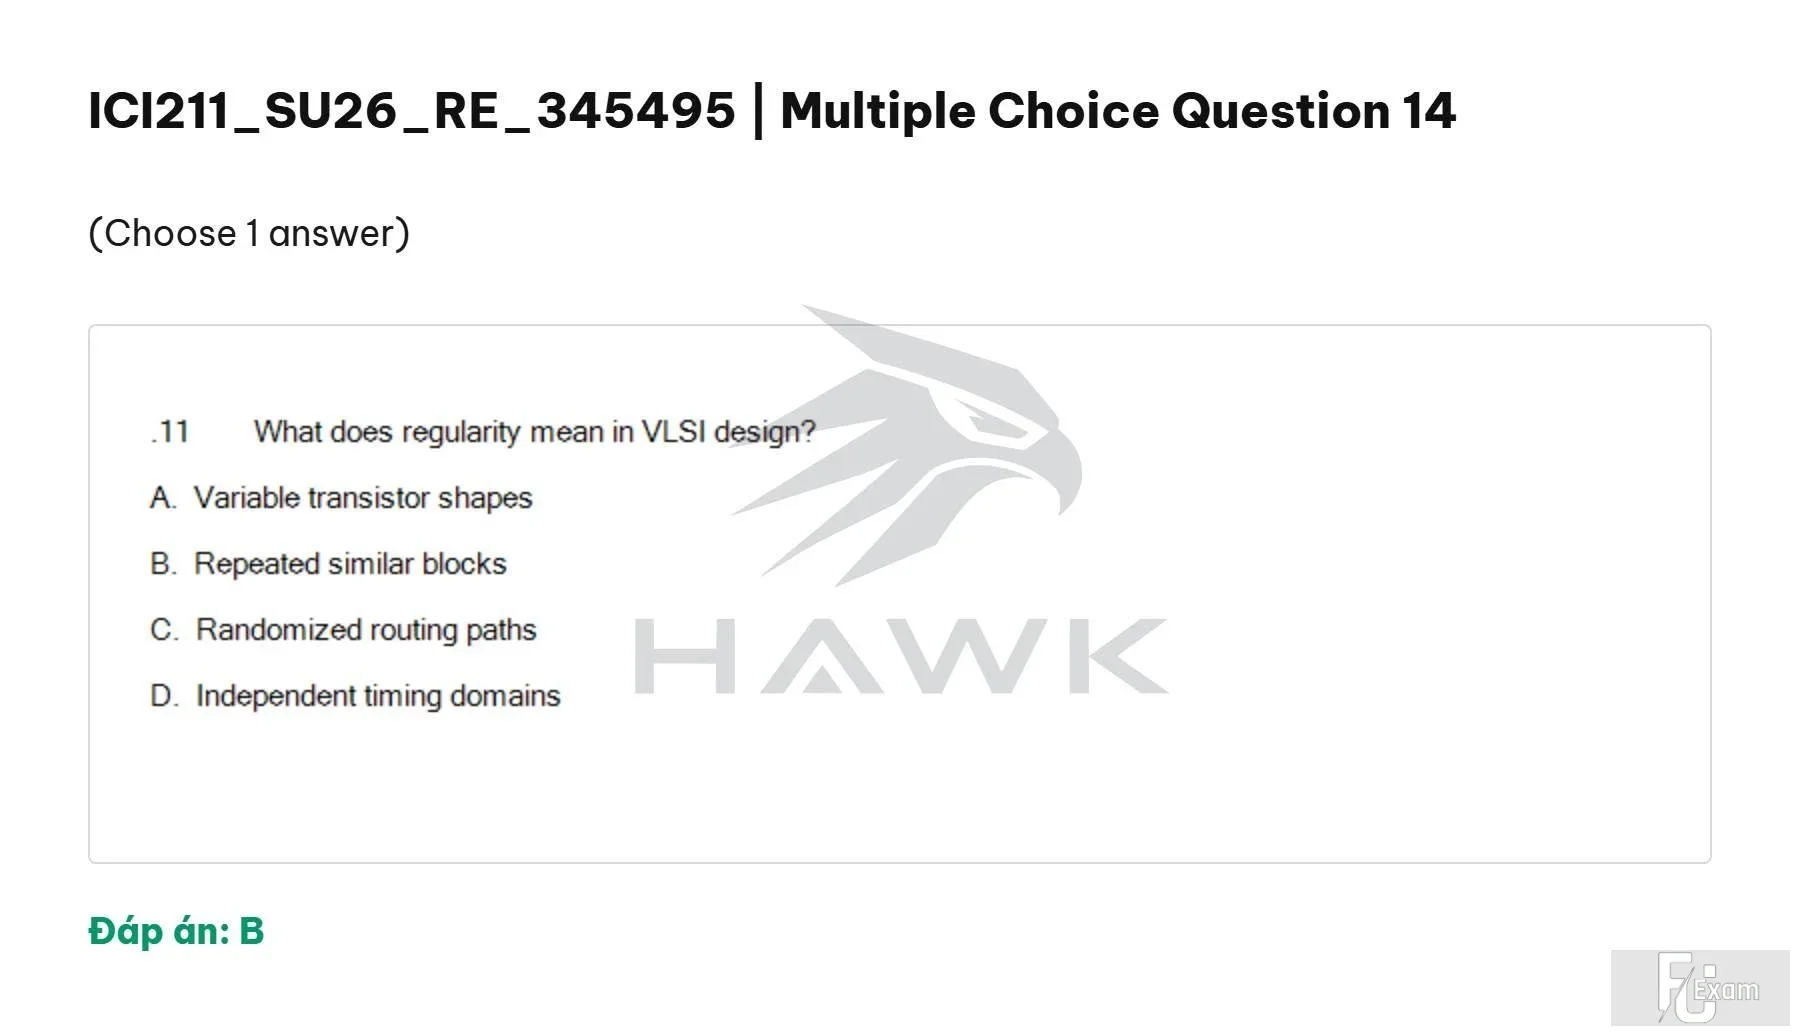 ICI211_SU26_RE_345495 | Multiple Choice Question 14
(Choose 1 answer)
.11 What does regularity mean in VLSI design?
A. Variable transistor shapes
B. Repeated similar blocks
C. Randomized routing paths
D. Independent timing domains
HAWK
Đáp án: B
FU Exam